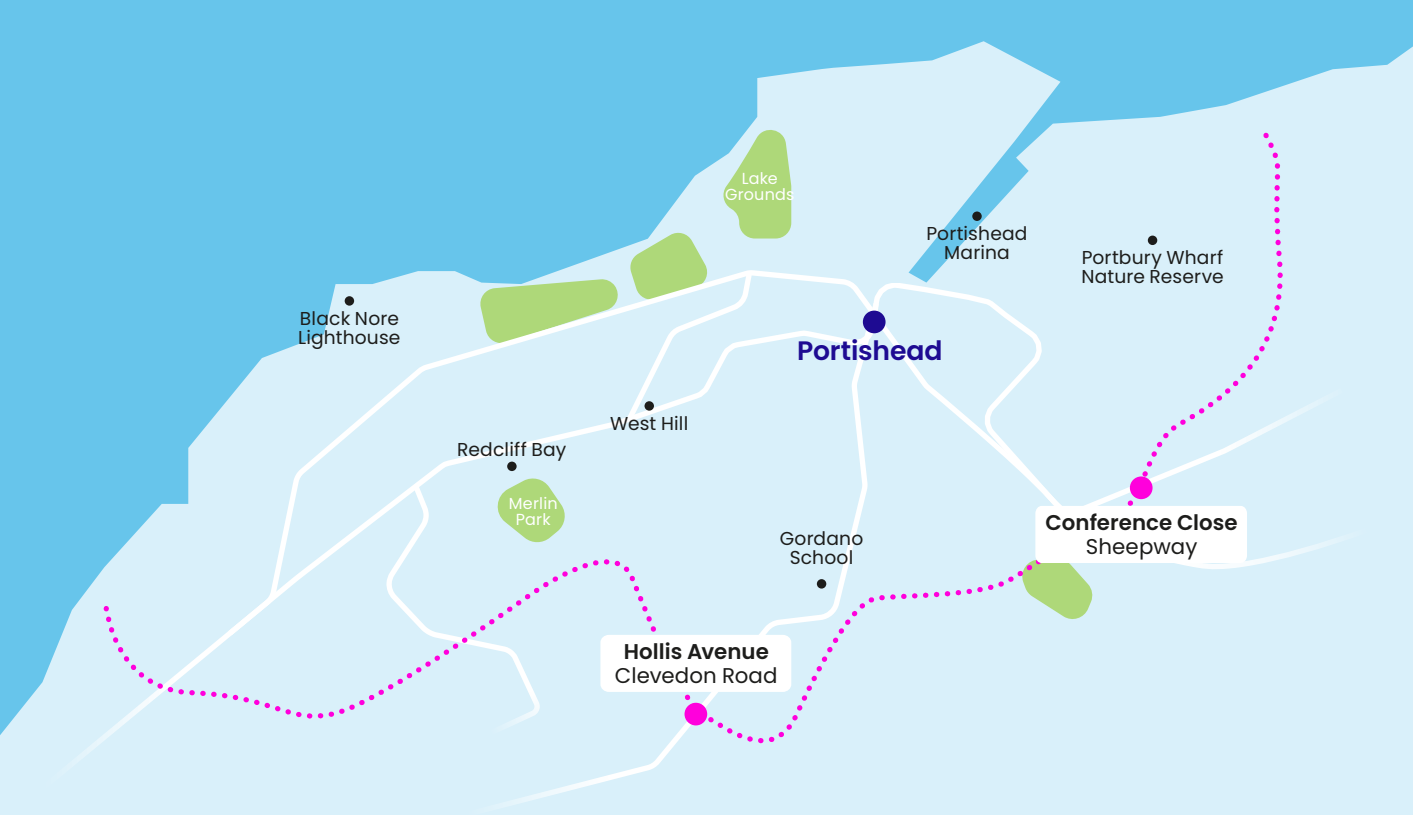 Lake
Grounds
Portishead
Marina
Portbury Wharf
Nature Reserve
Black Nore
Lighthouse
Portishead
West Hill
Redcliff Bay
Merlin
Park
Conference Close
Sheepway
Gordano
School
Hollis Avenue
Clevedon Road